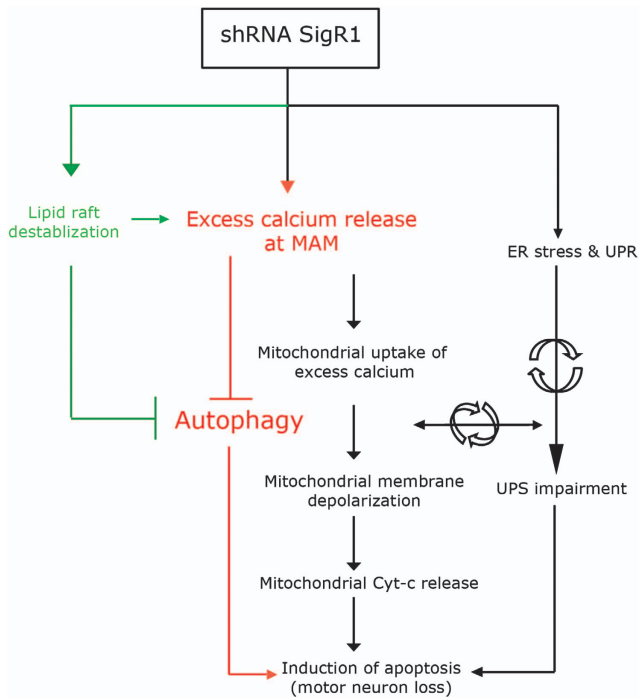 shRNA SigR1
Lipid raft
destablization
Excess calcium release
at MAM
ER stress & UPR
Mitochondrial uptake of
excess calcium
Autophagy
Mitochondrial membrane
depolarization
UPS impairment
Mitochondrial Cyt-c release
Induction of apoptosis
(motor neuron loss)